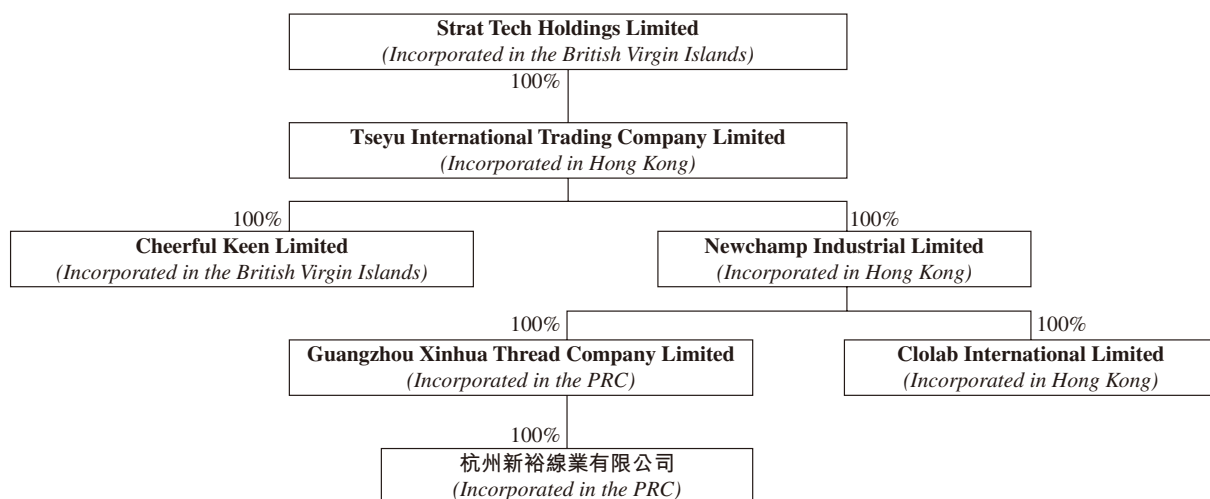 Strat Tech Holdings Limited
(Incorporated in the British Virgin Islands)
100%
Tseyu International Trading Company Limited
(Incorporated in Hong Kong)
100%
100%
Cheerful Keen Limited
(Incorporated in the British Virgin Islands)
Newchamp Industrial Limited
(Incorporated in Hong Kong)
100%
100%
Guangzhou Xinhua Thread Company Limited
(Incorporated in the PRC)
Clolab International Limited
(Incorporated in Hong Kong)
100%
杭州新裕線業有限公司
(Incorporated in the PRC)